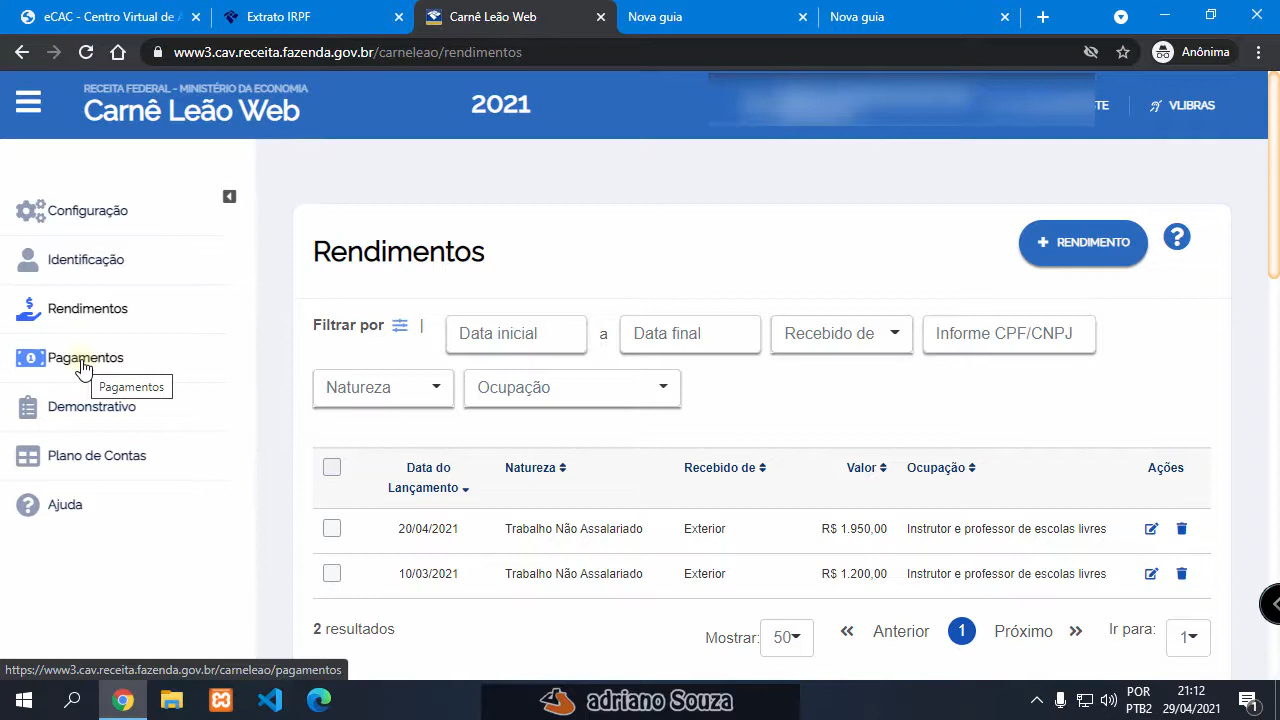 eCAC - Centro Virtual de A
Extrato IRPF
Carnê Leão Web
Nova guia
Nova guia
www3.cav.receita.fazenda.gov.br/carneleao/rendimentos
Anônima
RECEITA FEDERAL - MINISTÉRIO DA ECONOMIA
Carnê Leão Web
2021
TE
VLIBRAS
Configuração
Identificação
Rendimentos
Pagamentos
Pagamentos
Demonstrativo
Plano de Contas
Ajuda
Rendimentos
+ RENDIMENTO
?
Filtrar por | Data inicial a Data final Recebido de Informe CPF/CNPJ
Natureza Ocupação
Data do Lançamento Natureza Recebido de Valor Ocupação Ações
20/04/2021 Trabalho Não Assalariado Exterior R$ 1.950,00 Instrutor e professor de escolas livres
10/03/2021 Trabalho Não Assalariado Exterior R$ 1.200,00 Instrutor e professor de escolas livres
2 resultados Mostrar: 50 « Anterior 1 Próximo » Ir para: 1
https://www3.cav.receita.fazenda.gov.br/carneleao/pagamentos
adriano Souza
POR
PTB2
21:12
29/04/2021
1